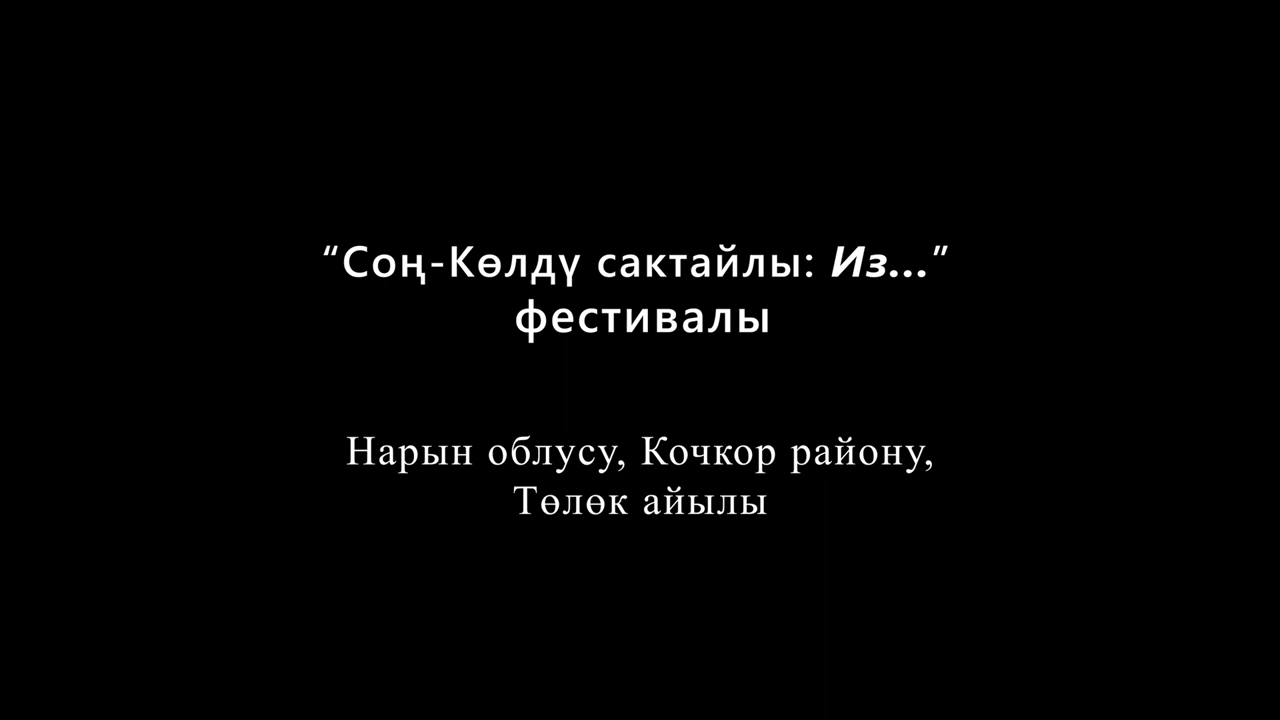 “Соң-Көлдү сактайлы: Из...”
фестивалы
Нарын облусу, Кочкор району,
Төлөк айылы